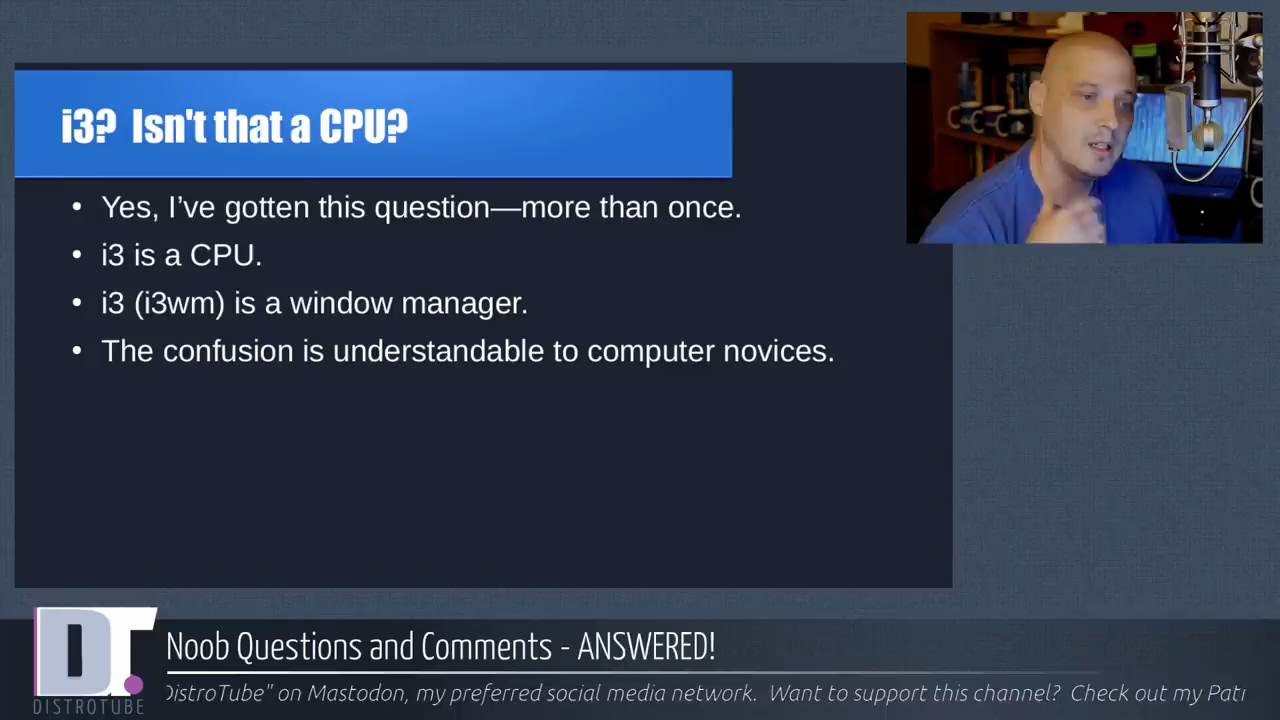 i3? Isn't that a CPU?
• Yes, I’ve gotten this question—more than once.
• i3 is a CPU.
• i3 (i3wm) is a window manager.
• The confusion is understandable to computer novices.
DT.
DISTROTUBE
Noob Questions and Comments - ANSWERED!
DistroTube" on Mastodon, my preferred social media network. Want to support this channel? Check out my Patr